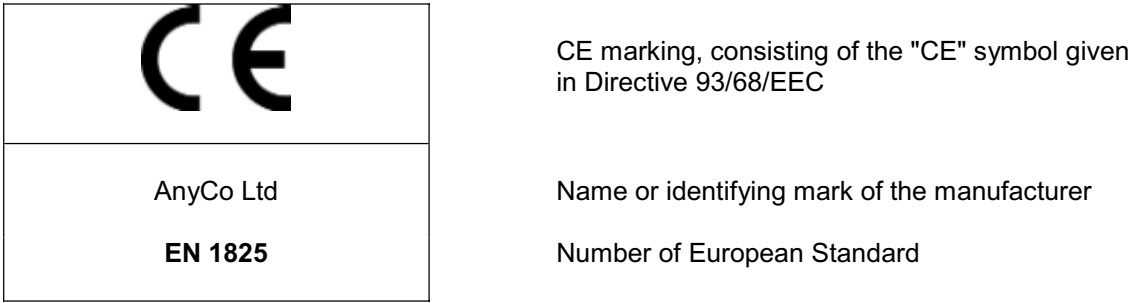 CE
CE marking, consisting of the "CE" symbol given
in Directive 93/68/EEC
AnyCo Ltd
Name or identifying mark of the manufacturer
EN 1825
Number of European Standard